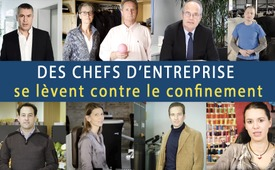 DES CHEFS D'ENTREPRISE
se lèvent contre le confinement